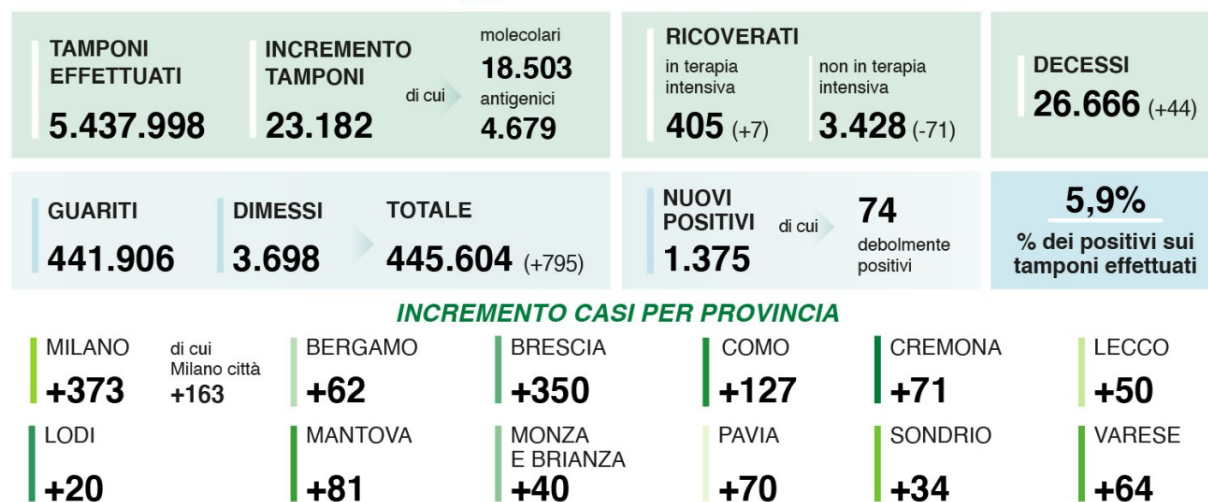 TAMPONI
EFFETTUATI
5.437.998
INCREMENTO
TAMPONI
23.182
di cui
molecolari
18.503
antigenici
4.679
RICOVERATI
in terapia
intensiva
405 (+7)
non in terapia
intensiva
3.428 (-71)
DECESSI
26.666 (+44)
GUARITI
441.906
DIMESSI
3.698
TOTALE
445.604 (+795)
NUOVI
POSITIVI
1.375
di cui
74
debolmente
positivi
5,9%
% dei positivi sui
tamponi effettuati
INCREMENTO CASI PER PROVINCIA
MILANO
+373
di cui
Milano città
+163
BERGAMO
+62
BRESCIA
+350
COMO
+127
CREMONA
+71
LECCO
+50
LODI
+20
MANTOVA
+81
MONZA
E BRIANZA
+40
PAVIA
+70
SONDRIO
+34
VARESE
+64